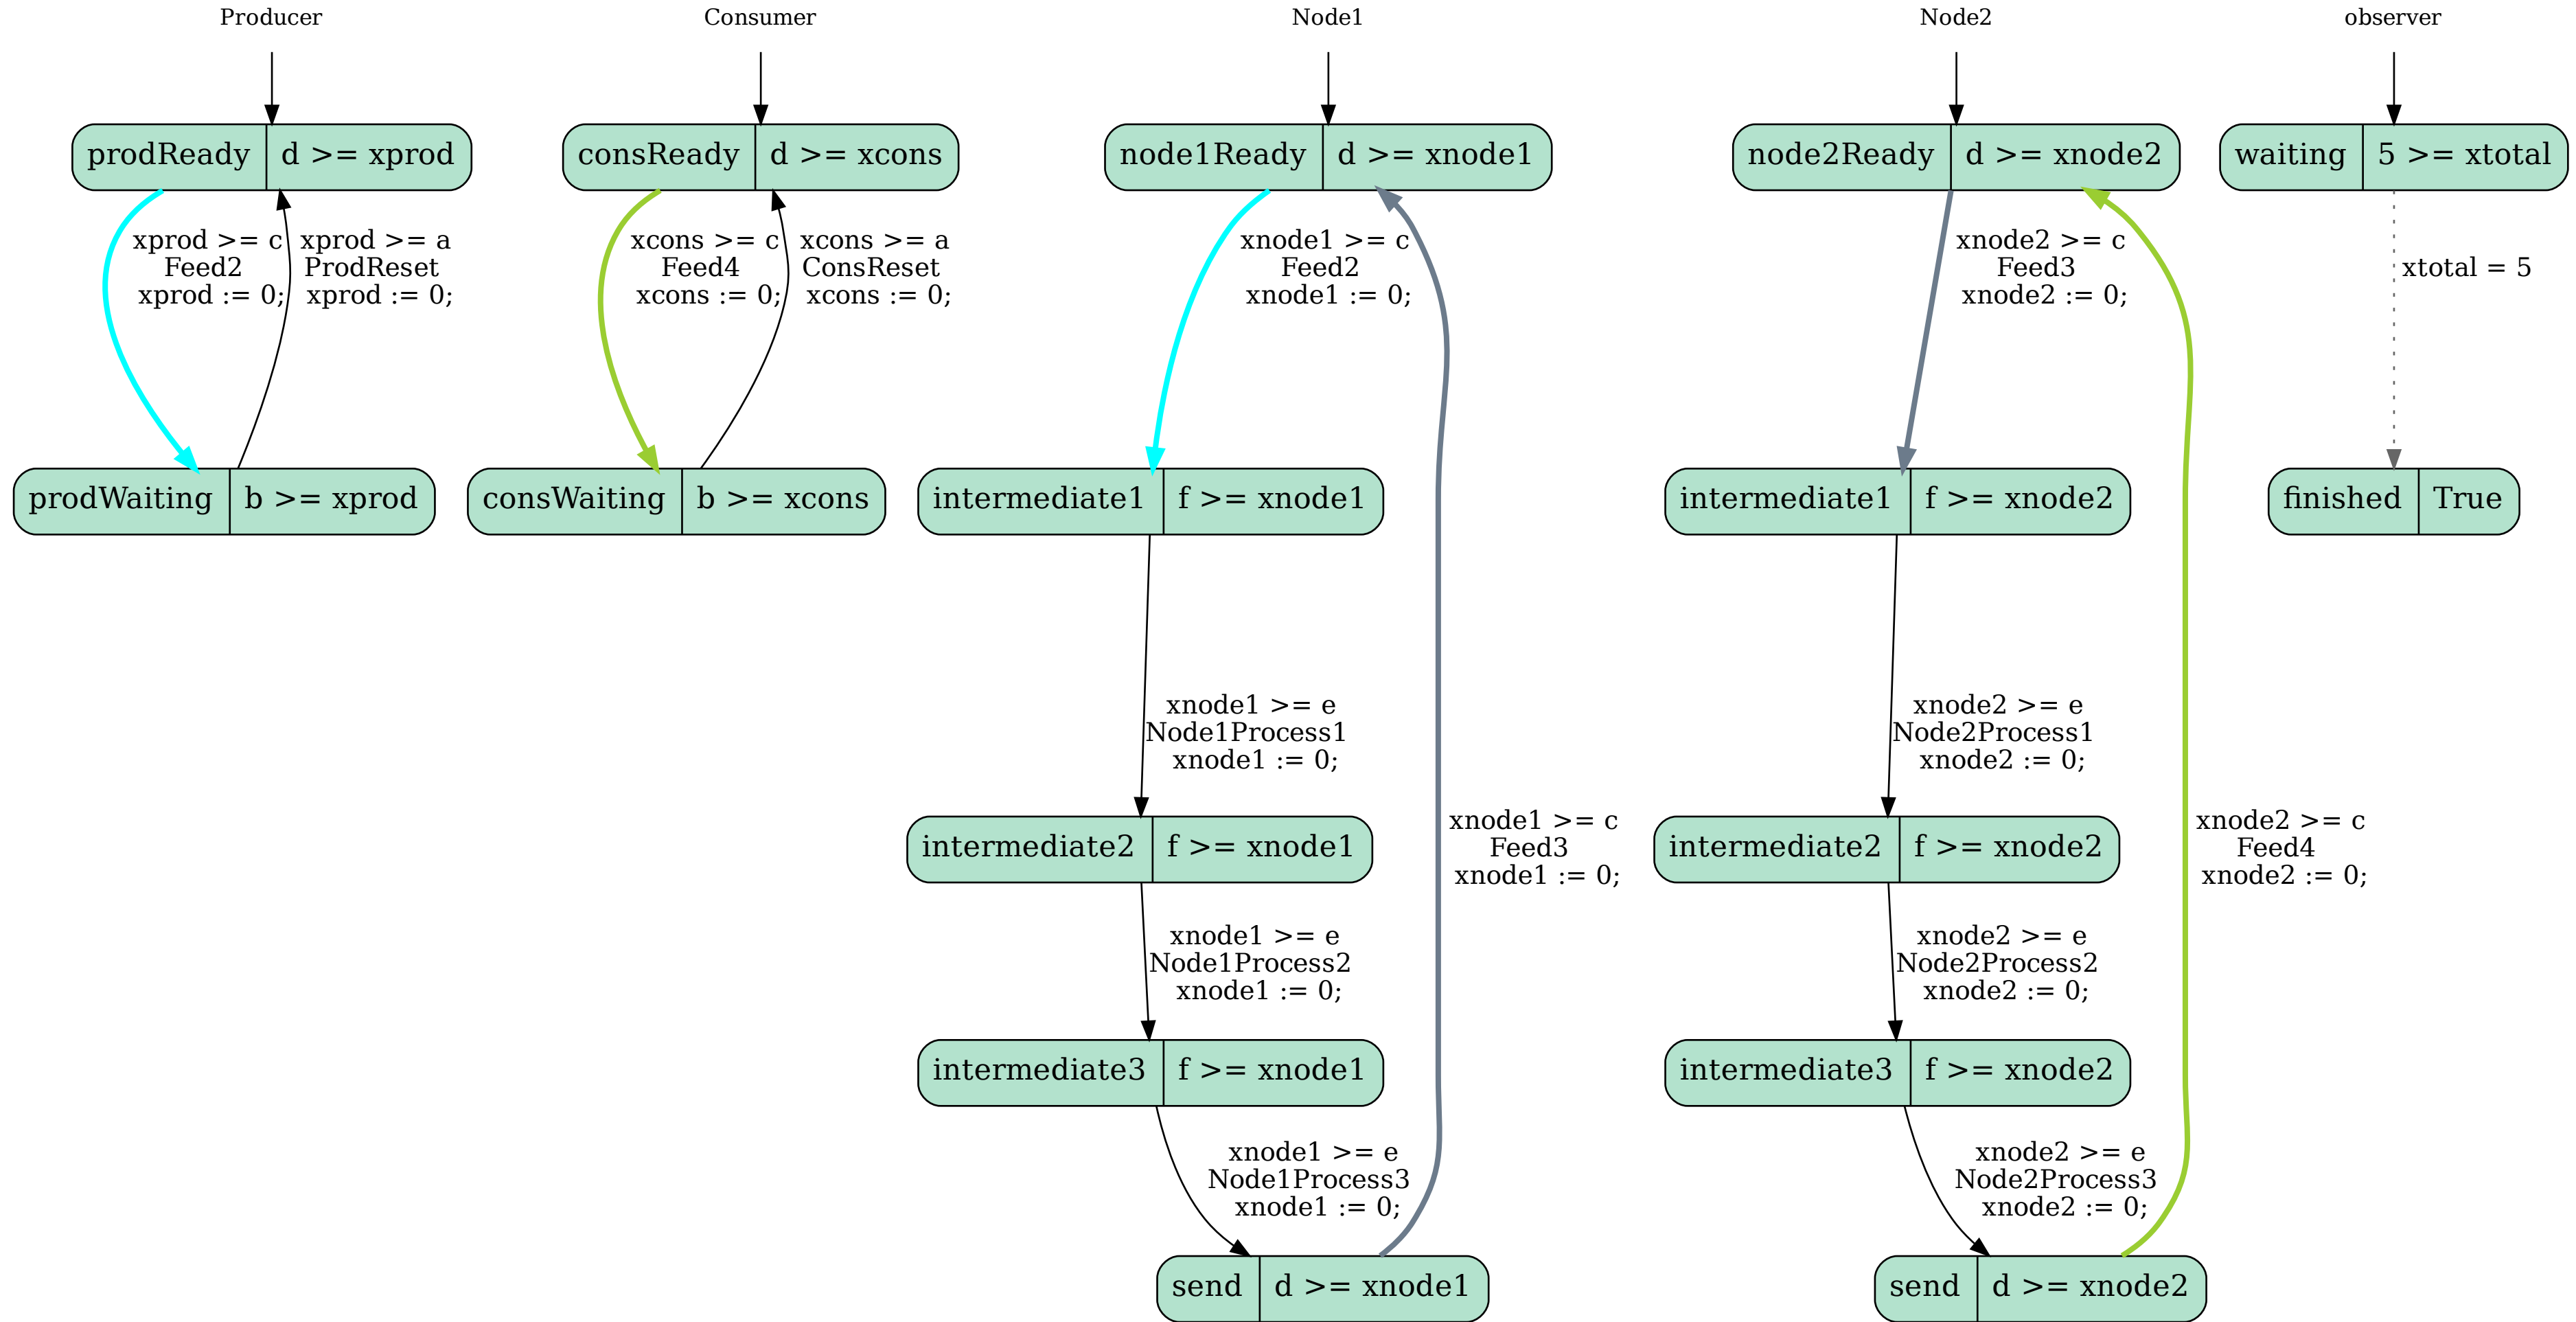 Producer
Consumer
Node1
Node2
observer
prodReady d >= xprod
consReady d >= xcons
node1Ready d >= xnode1
node2Ready d >= xnode2
waiting 5 >= xtotal
xprod >= c
Feed2
xprod := 0;
xprod >= a
ProdReset
xprod := 0;
xcons >= c
Feed4
xcons := 0;
xcons >= a
ConsReset
xcons := 0;
xnode1 >= c
Feed2
xnode1 := 0;
xnode2 >= c
Feed3
xnode2 := 0;
xtotal = 5
prodWaiting b >= xprod
consWaiting b >= xcons
intermediate1 f >= xnode1
intermediate1 f >= xnode2
finished True
xnode1 >= e
Node1Process1
xnode1 := 0;
xnode2 >= e
Node2Process1
xnode2 := 0;
intermediate2 f >= xnode1
xnode1 >= c
Feed3
xnode1 := 0;
intermediate2 f >= xnode2
xnode2 >= c
Feed4
xnode2 := 0;
xnode1 >= e
Node1Process2
xnode1 := 0;
xnode2 >= e
Node2Process2
xnode2 := 0;
intermediate3 f >= xnode1
intermediate3 f >= xnode2
xnode1 >= e
Node1Process3
xnode1 := 0;
xnode2 >= e
Node2Process3
xnode2 := 0;
send d >= xnode1
send d >= xnode2